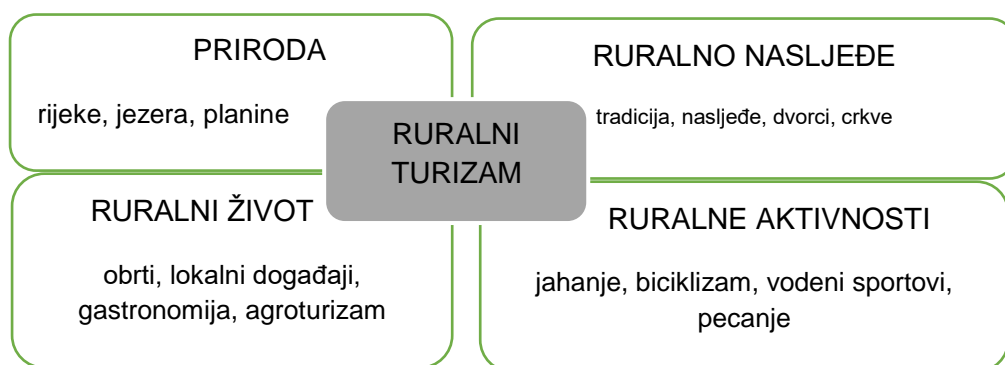 PRIRODA
rijeke, jezera, planine
RURALNO NASLJEĐE
tradicija, nasljeđe, dvorci, crkve
RURALNI
TURIZAM
RURALNI ŽIVOT
obrti, lokalni događaji,
gastronomija, agroturizam
RURALNE AKTIVNOSTI
jahanje, biciklizam, vodeni sportovi,
pecanje